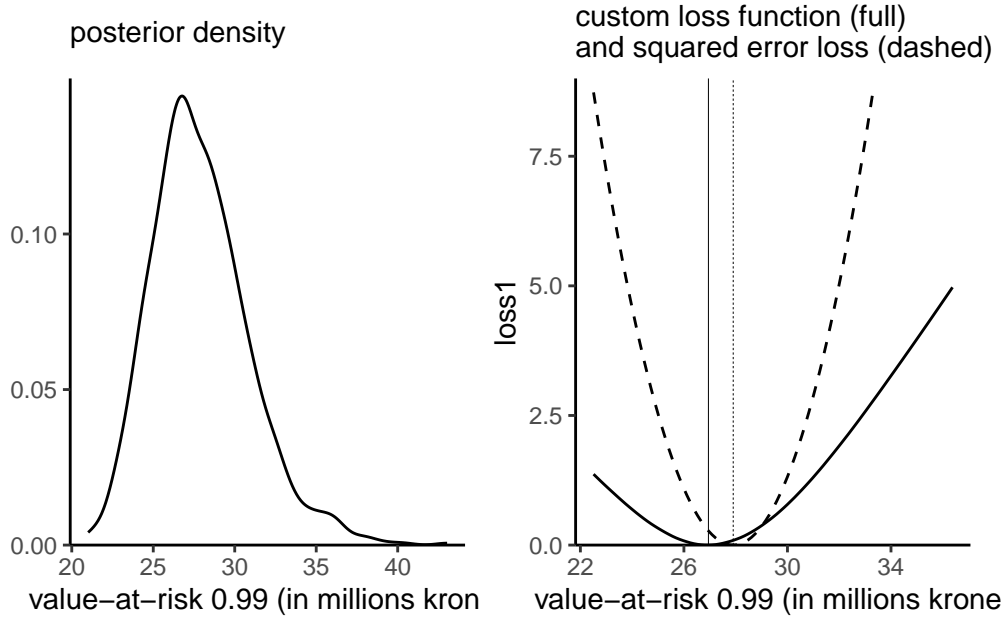 posterior density
0.10
0.05
0.00
20 25 30 35 40
value−at−risk 0.99 (in millions kron
custom loss function (full)
and squared error loss (dashed)
loss1
7.5
5.0
2.5
0.0
22 26 30 34
value−at−risk 0.99 (in millions krone